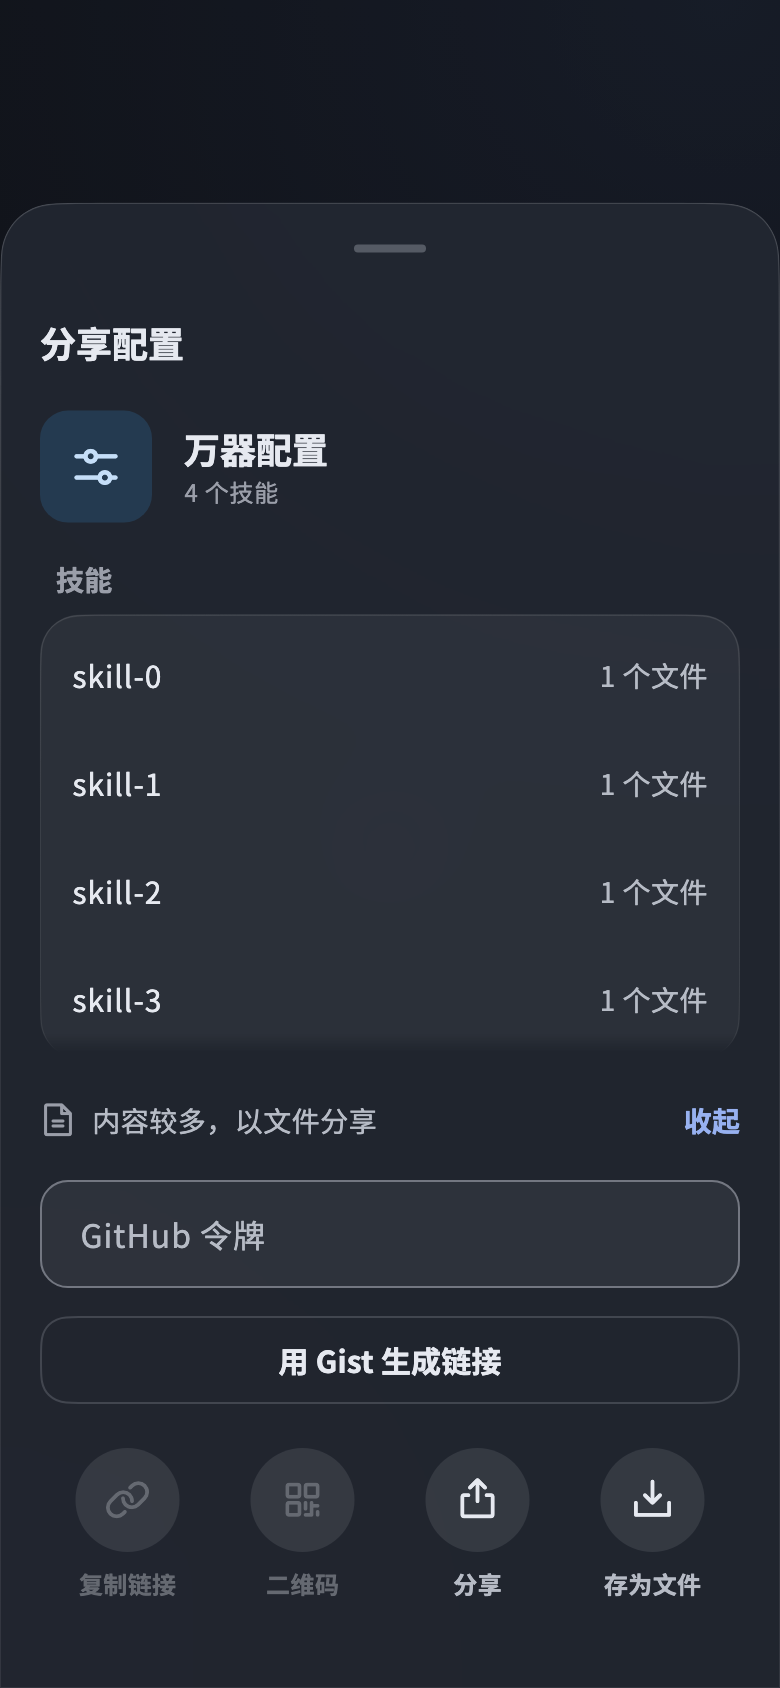 分享配置
万器配置
4 个技能
技能
skill-0 1 个文件
skill-1 1 个文件
skill-2 1 个文件
skill-3 1 个文件
内容较多，以文件分享 收起
GitHub 令牌
用 Gist 生成链接
复制链接 二维码 分享 存为文件